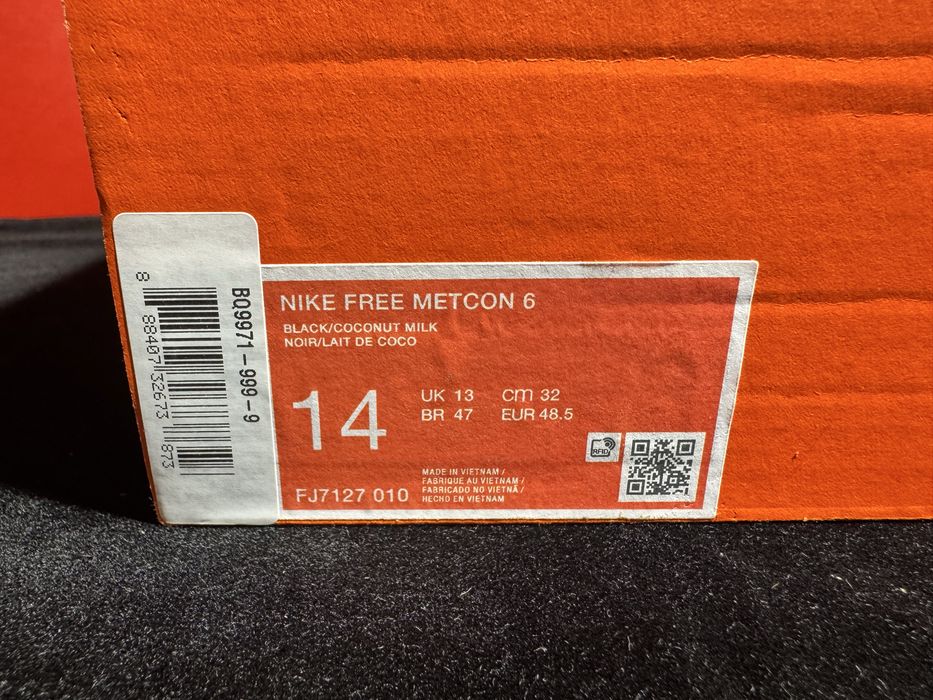 BQ9971-999-9
8 88407 32673 873
NIKE FREE METCON 6
BLACK/COCONUT MILK
NOIR/LAIT DE COCO
14
UK 13 cm 32
BR 47 EUR 48.5
RFID
FJ7127 010
MADE IN VIETNAM /
FABRIQUE AU VIETNAM /
FABRICADO NO VIETNÃ /
HECHO EN VIETNAM